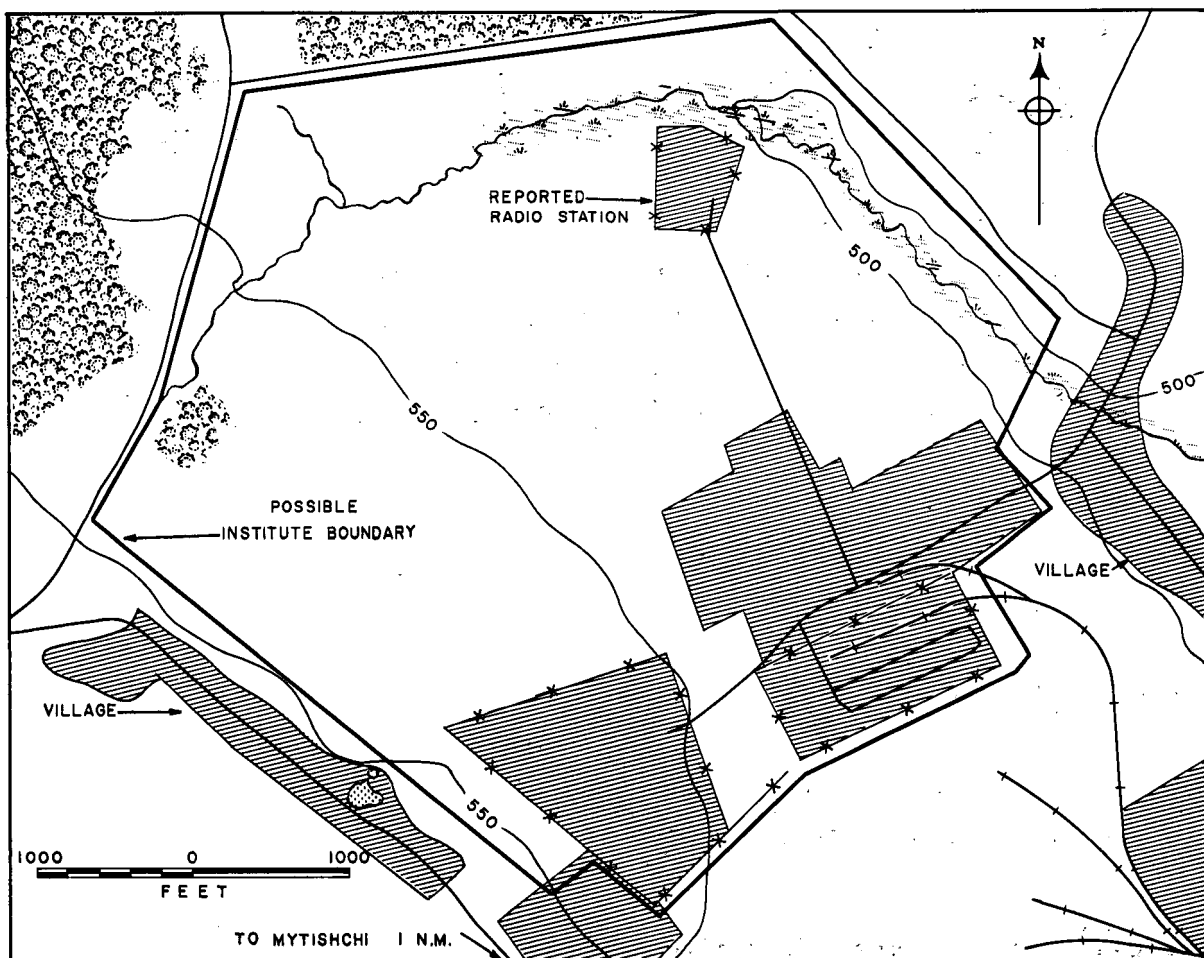 N
REPORTED
RADIO STATION
500
500
550
POSSIBLE
INSTITUTE BOUNDARY
VILLAGE
VILLAGE
550
1000 0 1000
FEET
TO MYTISHCHI 1 N.M.